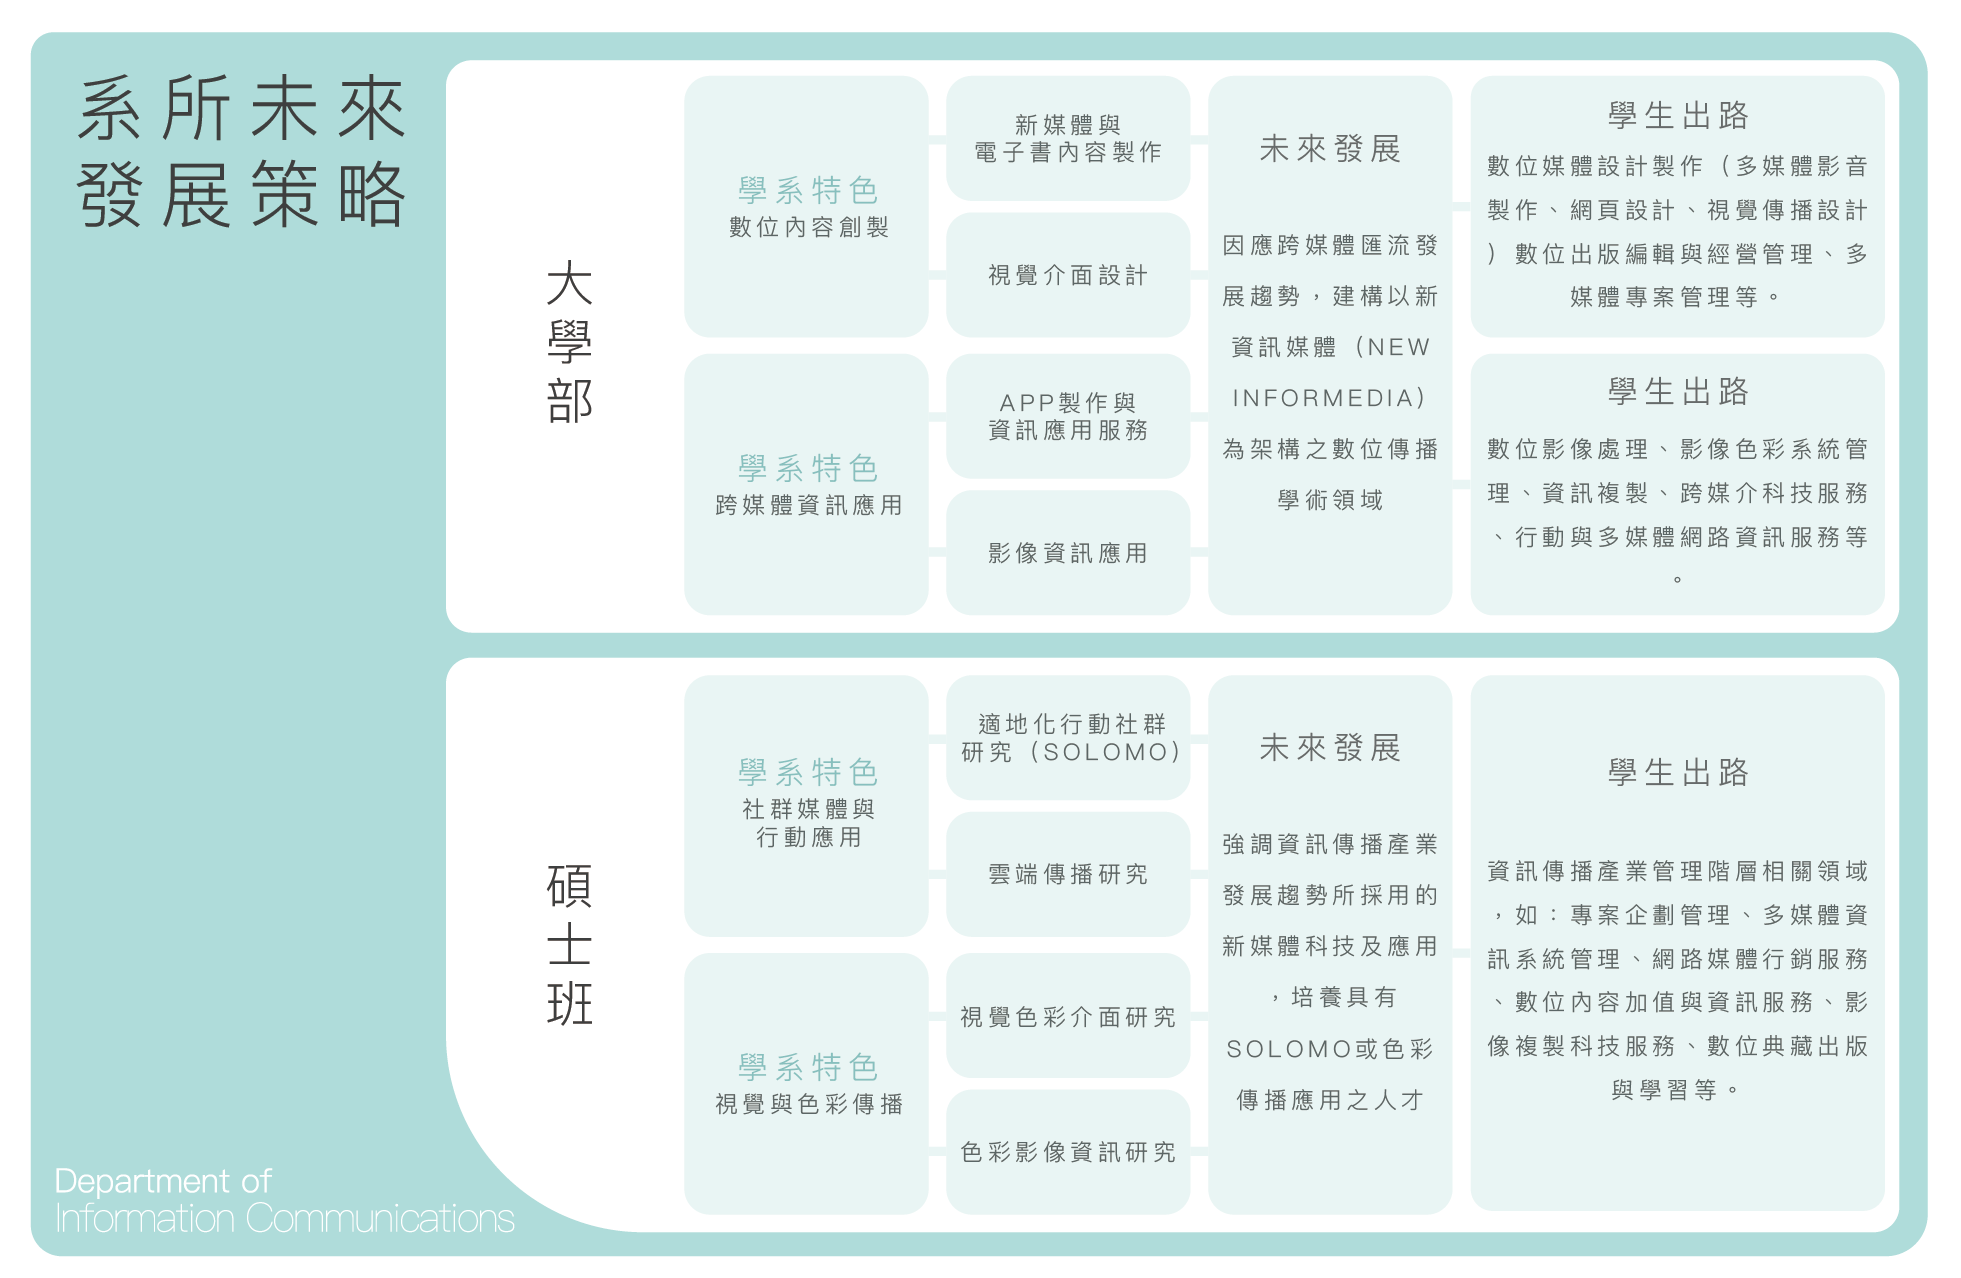 系所未來
發展策略
大學部
學系特色
數位內容創製
新媒體與
電子書內容製作
視覺介面設計
學系特色
跨媒體資訊應用
APP製作與
資訊應用服務
影像資訊應用
未來發展
因應跨媒體匯流發
展趨勢，建構以新
資訊媒體（NEW
INFORMEDIA）
為架構之數位傳播
學術領域
學生出路
數位媒體設計製作（多媒體影音
製作、網頁設計、視覺傳播設計
）數位出版編輯與經營管理、多
媒體專案管理等。
學生出路
數位影像處理、影像色彩系統管
理、資訊複製、跨媒介科技服務
、行動與多媒體網路資訊服務等
。
碩士班
學系特色
社群媒體與
行動應用
適地化行動社群
研究（SOLOMO）
雲端傳播研究
學系特色
視覺與色彩傳播
視覺色彩介面研究
色彩影像資訊研究
未來發展
強調資訊傳播產業
發展趨勢所採用的
新媒體科技及應用
，培養具有
SOLOMO或色彩
傳播應用之人才
學生出路
資訊傳播產業管理階層相關領域
，如：專案企劃管理、多媒體資
訊系統管理、網路媒體行銷服務
、數位內容加值與資訊服務、影
像複製科技服務、數位典藏出版
與學習等。
Department of
Information Communications